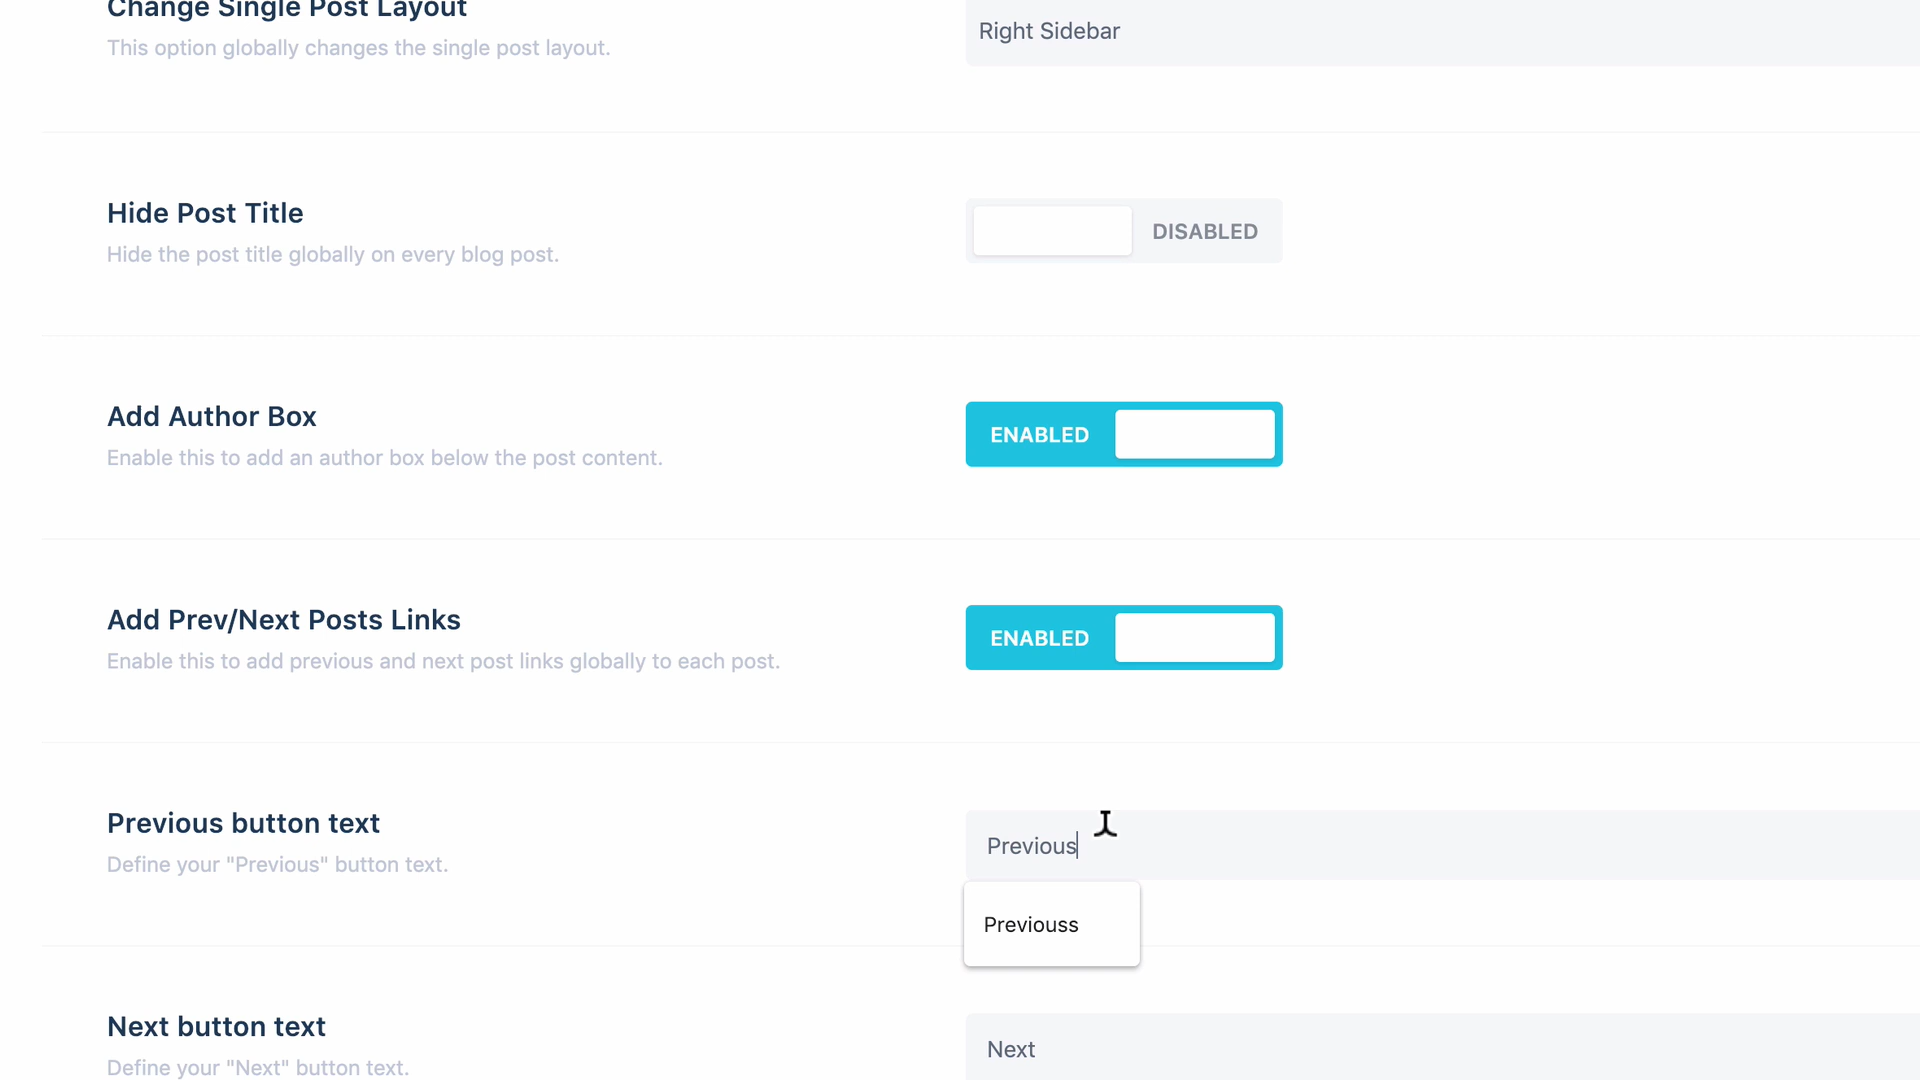 Change Single Post Layout
This option globally changes the single post layout.
Right Sidebar
Hide Post Title
Hide the post title globally on every blog post.
DISABLED
Add Author Box
Enable this to add an author box below the post content.
ENABLED
Add Prev/Next Posts Links
Enable this to add previous and next post links globally to each post.
ENABLED
Previous button text
Define your "Previous" button text.
Previous
Previouss
Next button text
Define your "Next" button text.
Next